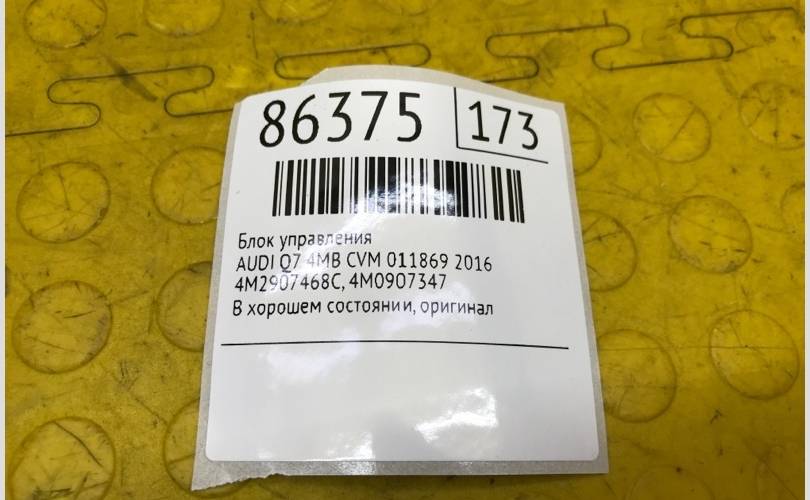 86375 173
Блок управления
AUDI Q7 4MB CVM 011869 2016
4M2907468C, 4M0907347
В хорошем состоянии, оригинал